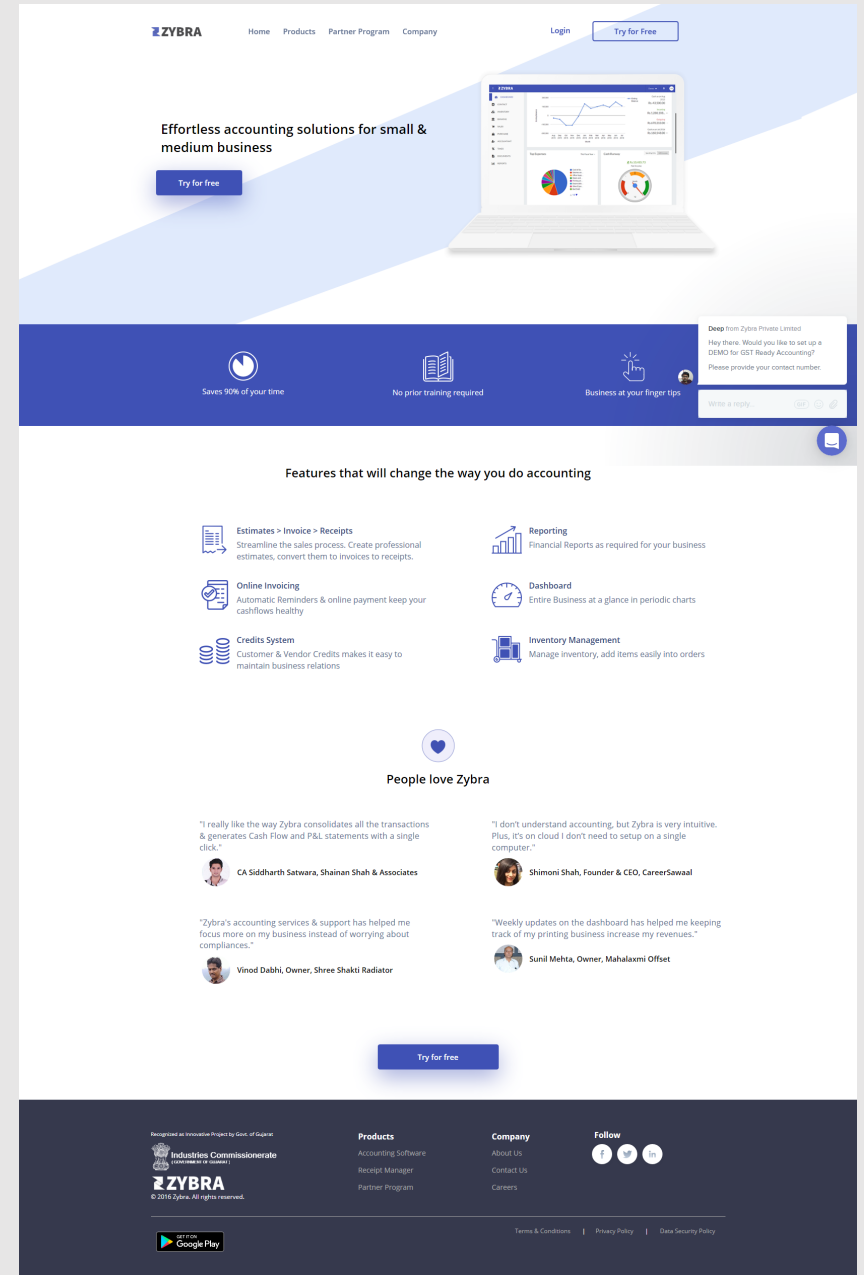 ZYBRA
Home Products Partner Program Company
Login
Try for Free
Effortless accounting solutions for small &
medium business
Try for free
ZYBRA
Saves 90% of your time
No prior training required
Business at your finger tips
Deep from Zybra Private Limited
Hey there. Would you like to set up a
DEMO for GST Ready Accounting?
Please provide your contact number.
Write a reply...
GIF
Features that will change the way you do accounting
Estimates > Invoice > Receipts
Streamline the sales process. Create professional
estimates, convert them to invoices to receipts.
Reporting
Financial Reports as required for your business
Online Invoicing
Automatic Reminders & online payment keep your
cashflows healthy
Dashboard
Entire Business at a glance in periodic charts
Credits System
Customer & Vendor Credits makes it easy to
maintain business relations
Inventory Management
Manage inventory, add items easily into orders
People love Zybra
"I really like the way Zybra consolidates all the transactions
& generates Cash Flow and P&L statements with a single
click."
CA Siddharth Satwara, Shainan Shah & Associates
"I don't understand accounting, but Zybra is very intuitive.
Plus, it's on cloud I don't need to setup on a single
computer."
Shimoni Shah, Founder & CEO, CareerSawaal
"Zybra's accounting services & support has helped me
focus more on my business instead of worrying about
compliances."
Vinod Dabhi, Owner, Shree Shakti Radiator
"Weekly updates on the dashboard has helped me keeping
track of my printing business increase my revenues."
Sunil Mehta, Owner, Mahalaxmi Offset
Try for free
Recognized as Innovative Project by Govt. of Gujarat
Industries Commissionerate
( GOVERNMENT OF GUJARAT )
ZYBRA
© 2016 Zybra. All rights reserved.
Products
Accounting Software
Receipt Manager
Partner Program
Company
About Us
Contact Us
Careers
Follow
GET IT ON
Google Play
Terms & Conditions | Privacy Policy | Data Security Policy